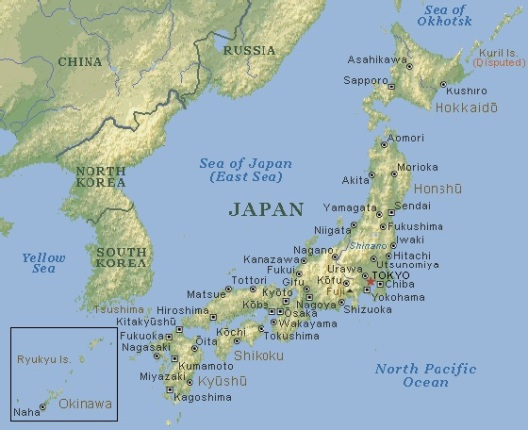 Sea of
Okhotsk
RUSSIA
CHINA
Kuril Is.
(Disputed)
Asahikawa
Sapporo
Kushiro
Hokkaidō
Aomori
Sea of Japan
(East Sea)
Morioka
NORTH
KOREA
Akita
Honshū
JAPAN
Yamagata
Sendai
Niigata
Fukushima
Iwaki
Shinano
SOUTH
KOREA
Nagano
Hitachi
Yellow
Sea
Kanazawa
Utsunomiya
Fukui
Urawa
TOKYO
Tottori
Gifu
Kōfu
Chiba
Matsue
Kyōto
Fuji
Yokohama
Tsushima
Kōbe
Nagoya
Shizuoka
Hiroshima
Ōsaka
Kitakyūshū
Wakayama
Fukuoka
Kōchi
Tokushima
Nagasaki
Ōita
Shikoku
Ryukyu Is.
Kumamoto
North Pacific
Ocean
Miyazaki
Kyūshū
Kagoshima
Okinawa
Naha